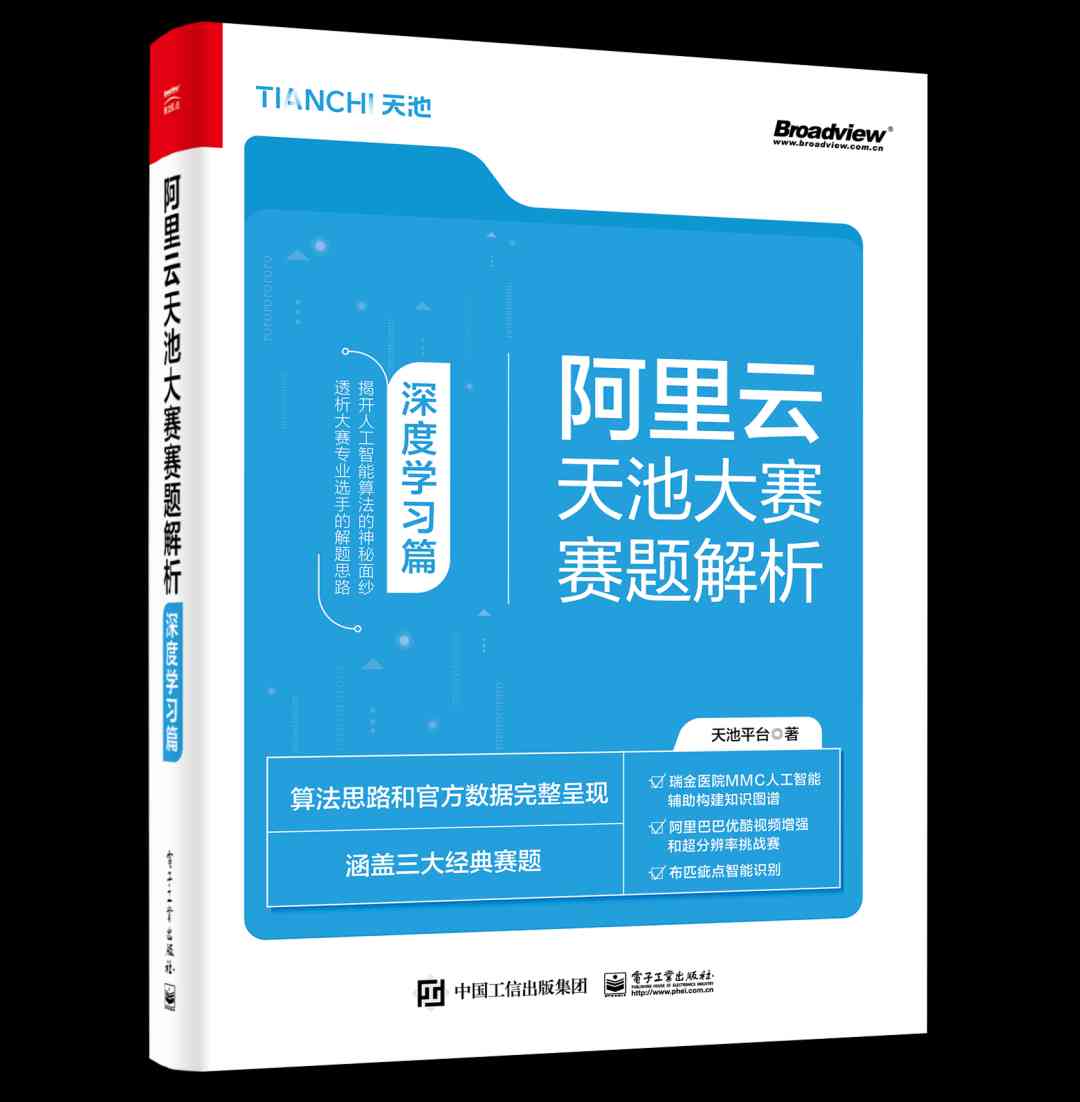 TIANCHI 天池
Broadview®
www.broadview.com.cn
阿里云
天池大赛
赛题解析
深度学习篇
揭开人工智能算法的神秘面纱
透析大赛专业选手的解题思路
天池平台 著
算法思路和官方数据完整呈现
涵盖三大经典赛题
瑞金医院MMC人工智能
辅助构建知识图谱
阿里巴巴优酷视频增强
和超分辨率挑战赛
布匹疵点智能识别
中国工信出版集团
電子工業出版社
PUBLISHING HOUSE OF ELECTRONICS INDUSTRY
http://www.phei.com.cn
阿里云天池大赛赛题解析
深度学习篇
電子工業出版社